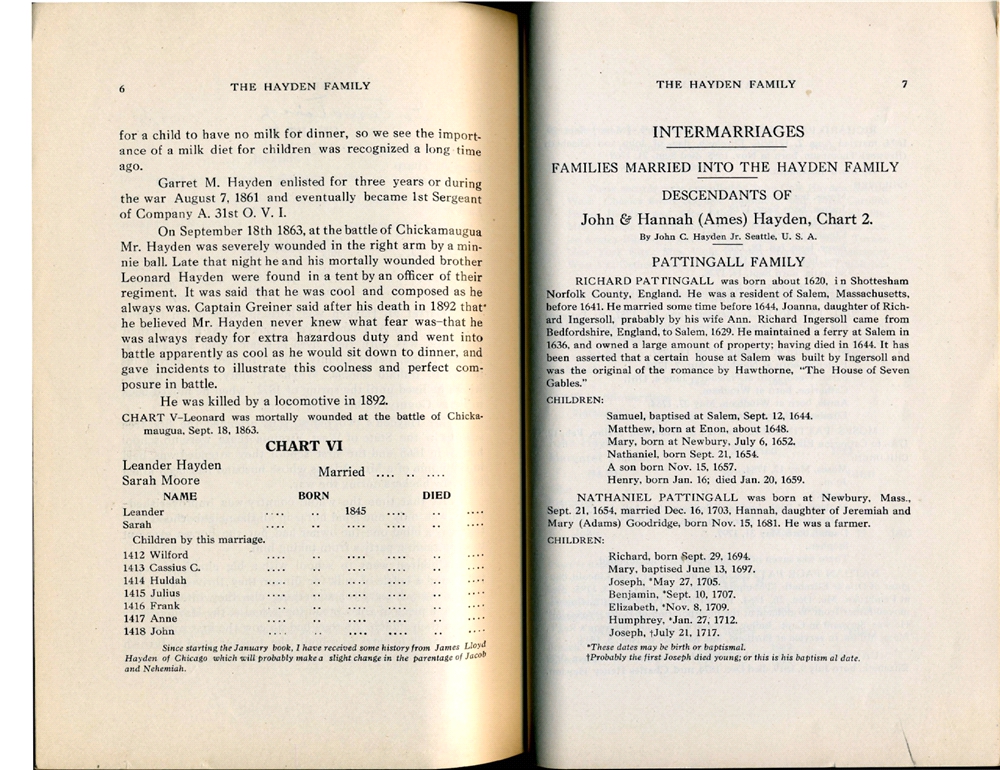 6
THE HAYDEN FAMILY
for a child to have no milk for dinner, so we see the import-
ance of a milk diet for children was recognized a long time
ago.
Garret M. Hayden enlisted for three years or during
the war August 7, 1861 and eventually became 1st Sergeant
of Company A. 31st O. V. I.
On September 18th 1863, at the battle of Chickamaugua
Mr. Hayden was severely wounded in the right arm by a min-
nie ball. Late that night he and his mortally wounded brother
Leonard Hayden were found in a tent by an officer of their
regiment. It was said that he was cool and composed as he
always was. Captain Greiner said after his death in 1892 that
he believed Mr. Hayden never knew what fear was-that he
was always ready for extra hazardous duty and went into
battle apparently as cool as he would sit down to dinner, and
gave incidents to illustrate this coolness and perfect com-
posure in battle.
He was killed by a locomotive in 1892.
CHART V-Leonard was mortally wounded at the battle of Chicka-
maugua, Sept. 18, 1863.
CHART VI
Leander Hayden
Sarah Moore
Married .... .. ....
NAME BORN DIED
Leander .... .. 1845 .... .. ....
Sarah .... .. .... .... .. ....
Children by this marriage.
1412 Wilford .... .. .... .... .. ....
1413 Cassius C. .... .. .... .... .. ....
1414 Huldah .... .. .... .... .. ....
1415 Julius .... .. .... .... .. ....
1416 Frank .... .. .... .... .. ....
1417 Anne .... .. .... .... .. ....
1418 John .... .. .... .... .. ....
Since starting the January book, I have received some history from James Lloyd
Hayden of Chicago which will probably make a slight change in the parentage of Jacob
and Nehemiah.
THE HAYDEN FAMILY
7
INTERMARRIAGES
FAMILIES MARRIED INTO THE HAYDEN FAMILY
DESCENDANTS OF
John & Hannah (Ames) Hayden, Chart 2.
By John C. Hayden Jr. Seattle, U. S. A.
PATTINGALL FAMILY
RICHARD PATTINGALL was born about 1620, in Shottesham
Norfolk County, England. He was a resident of Salem, Massachusetts,
before 1641. He married some time before 1644, Joanna, daughter of Rich-
ard Ingersoll, prabably by his wife Ann. Richard Ingersoll came from
Bedfordshire, England, to Salem, 1629. He maintained a ferry at Salem in
1636, and owned a large amount of property; having died in 1644. It has
been asserted that a certain house at Salem was built by Ingersoll and
was the original of the romance by Hawthorne, "The House of Seven
Gables."
CHILDREN:
Samuel, baptised at Salem, Sept. 12, 1644.
Matthew, born at Enon, about 1648.
Mary, born at Newbury, July 6, 1652.
Nathaniel, born Sept. 21, 1654.
A son born Nov. 15, 1657.
Henry, born Jan. 16; died Jan. 20, 1659.
NATHANIEL PATTINGALL was born at Newbury, Mass.,
Sept. 21, 1654, married Dec. 16, 1703, Hannah, daughter of Jeremiah and
Mary (Adams) Goodridge, born Nov. 15, 1681. He was a farmer.
CHILDREN:
Richard, born Sept. 29, 1694.
Mary, baptised June 13, 1697.
Joseph, *May 27, 1705.
Benjamin, *Sept. 10, 1707.
Elizabeth, *Nov. 8, 1709.
Humphrey, *Jan. 27, 1712.
Joseph, †July 21, 1717.
*These dates may be birth or baptismal.
†Probably the first Joseph died young; or this is his baptism al date.